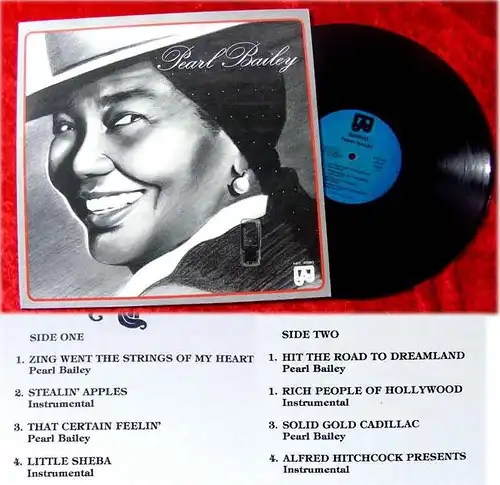 Pearl Bailey
SIDE ONE
1. ZING WENT THE STRINGS OF MY HEART
Pearl Bailey
2. STEALIN' APPLES
Instrumental
3. THAT CERTAIN FEELIN'
Pearl Bailey
4. LITTLE SHEBA
Instrumental
SIDE TWO
1. HIT THE ROAD TO DREAMLAND
Pearl Bailey
1. RICH PEOPLE OF HOLLYWOOD
Instrumental
3. SOLID GOLD CADILLAC
Pearl Bailey
4. ALFRED HITCHCOCK PRESENTS
Instrumental